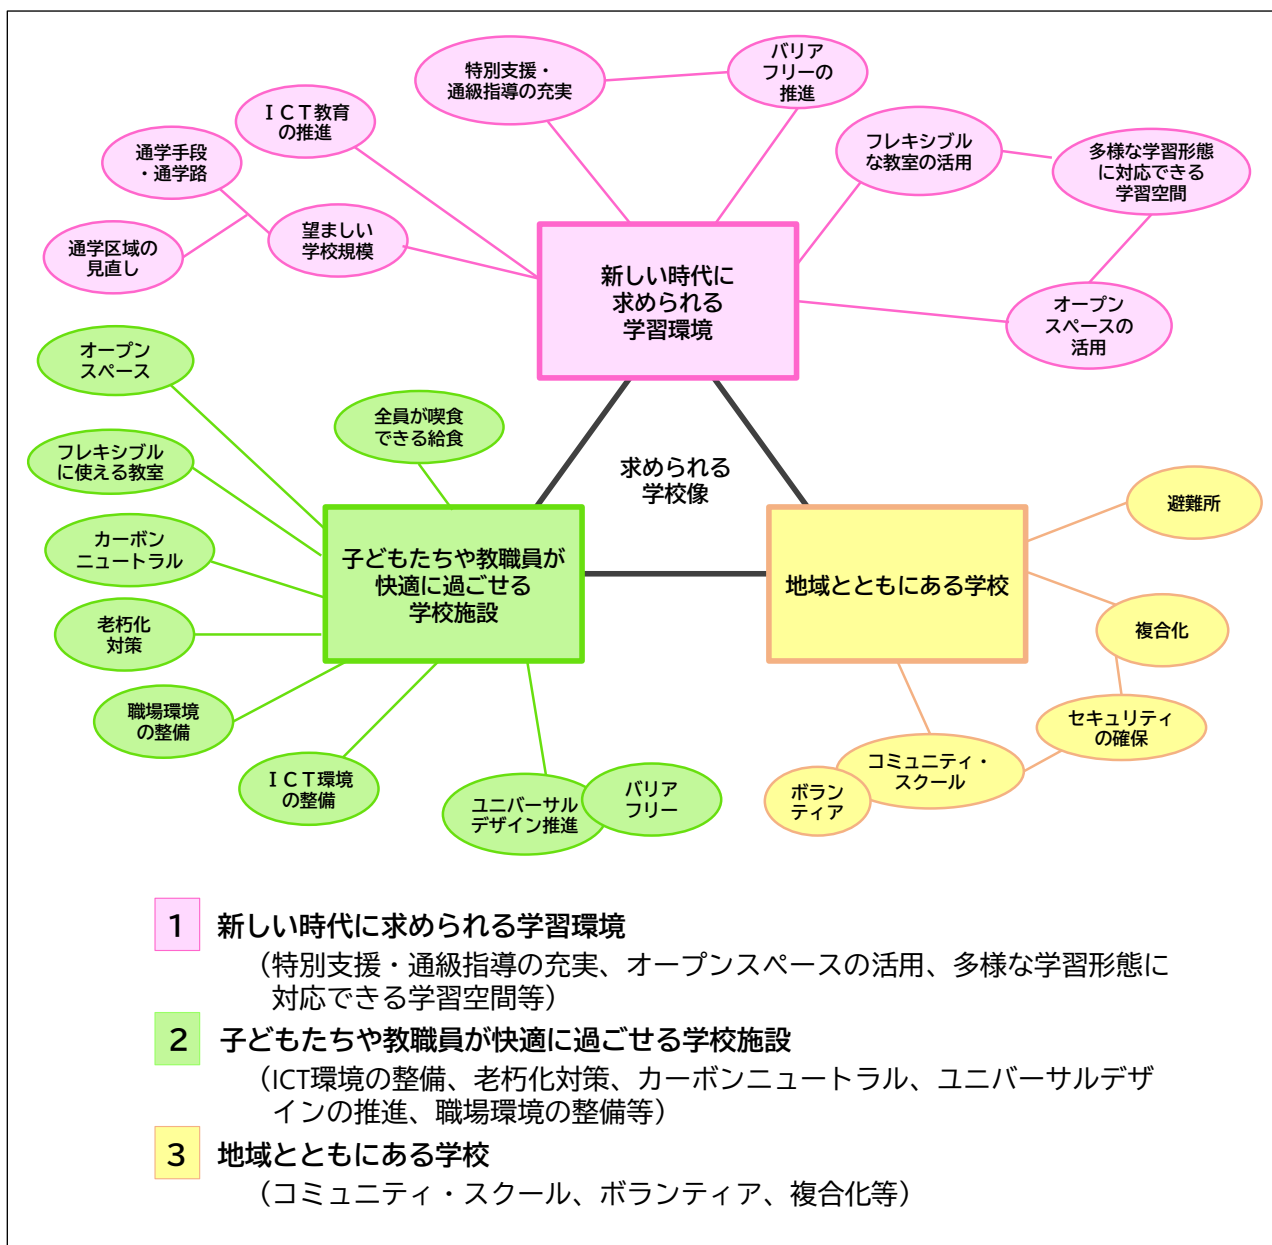 特別支援・
通級指導の充実
バリア
フリーの
推進
ＩＣＴ教育
の推進
フレキシブル
な教室の活用
多様な学習形態
に対応できる
学習空間
通学手段
・通学路
望ましい
学校規模
通学区域の
見直し
新しい時代に
求められる
学習環境
オープン
スペースの
活用
オープン
スペース
全員が喫食
できる給食
フレキシブル
に使える教室
求められる
学校像
避難所
カーボン
ニュートラル
子どもたちや教職員が
快適に過ごせる
学校施設
地域とともにある学校
老朽化
対策
複合化
職場環境
の整備
セキュリティ
の確保
ＩＣＴ環境
の整備
ユニバーサル
デザイン推進
バリア
フリー
コミュニティ・
スクール
ボラン
ティア
1 新しい時代に求められる学習環境
（特別支援・通級指導の充実、オープンスペースの活用、多様な学習形態に
対応できる学習空間等）
2 子どもたちや教職員が快適に過ごせる学校施設
（ICT環境の整備、老朽化対策、カーボンニュートラル、ユニバーサルデザ
インの推進、職場環境の整備等）
3 地域とともにある学校
（コミュニティ・スクール、ボランティア、複合化等）